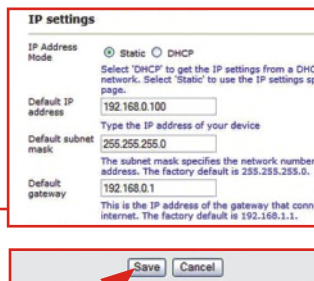 IP settings
IP Address
Mode
Static DHCP
Select 'DHCP' to get the IP settings from a
network. Select 'Static' to use the IP settings
page.
Default IP
address
192.168.0.100
Type the IP address of your device
Default subnet
mask
255.255.255.0
The subnet mask specifies the network number
address. The factory default is 255.255.255.0.
Default
gateway
192.168.0.1
This is the IP address of the gateway that
internet. The factory default is 192.168.1.1.
Save Cancel